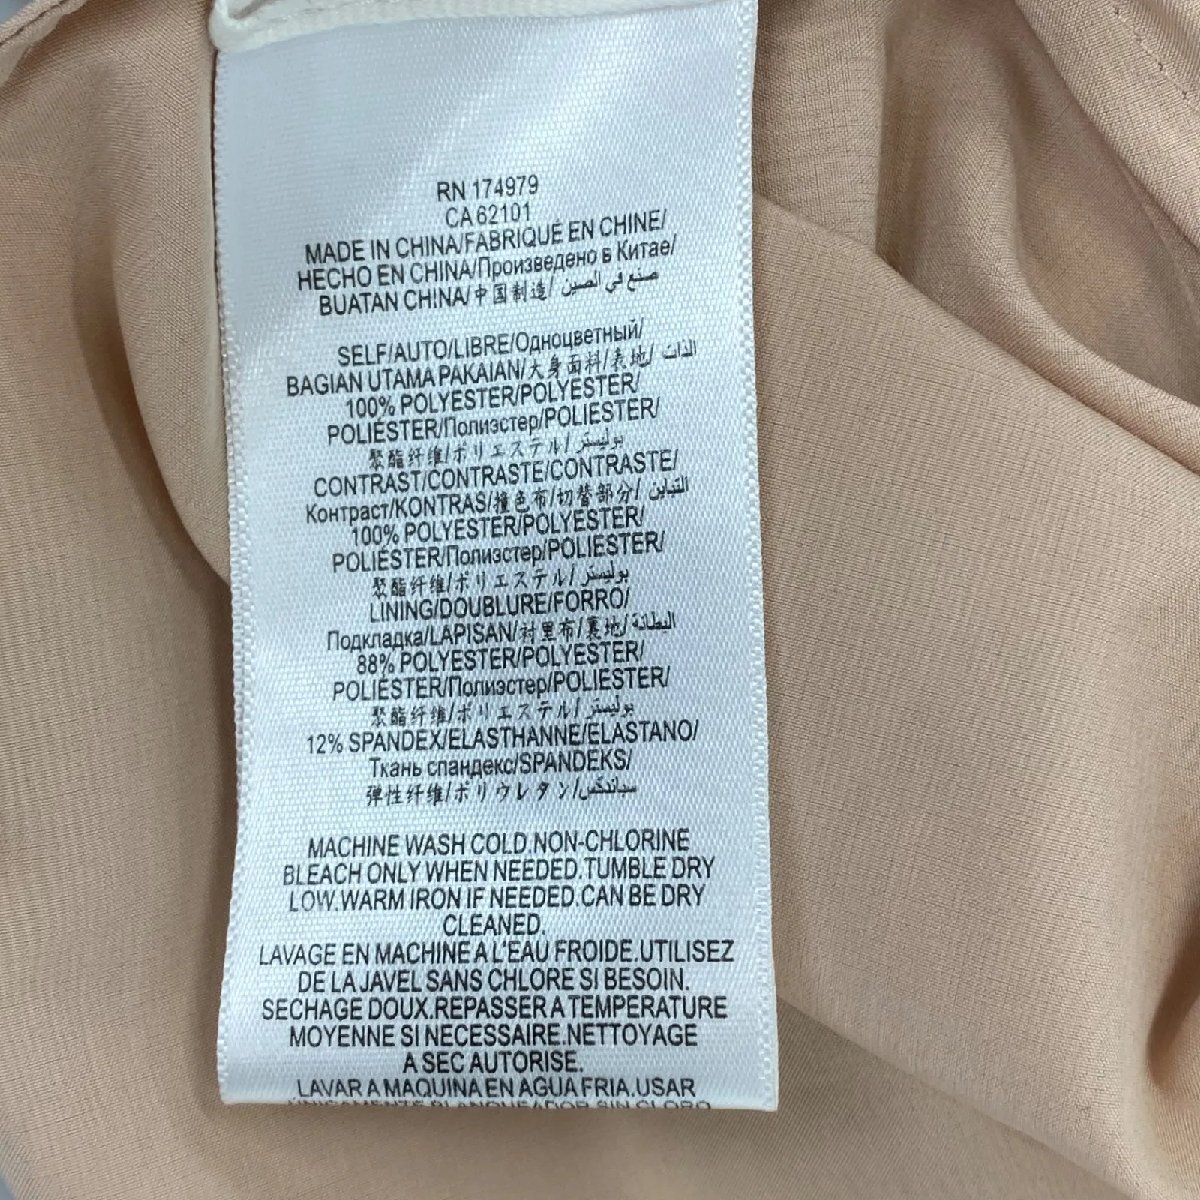 RN 174979
CA 62101
MADE IN CHINA/FABRIQUÉ EN CHINE/
HECHO EN CHINA/Произведено в Китае/
BUATAN CHINA/中国制造/صنع في الصين
SELF/AUTO/LIBRE/Одноцветный/
BAGIAN UTAMA PAKAIAN/大身面料/表地/الذات
100% POLYESTER/POLYESTER/
POLIÉSTER/Полиэстер/POLIESTER/
聚酯纤维/ポリエステル/بوليستر
CONTRAST/CONTRASTE/CONTRASTE/
Контраст/KONTRAS/撞色布/切替部分/التباين
100% POLYESTER/POLYESTER/
POLIÉSTER/Полиэстер/POLIESTER/
聚酯纤维/ポリエステル/بوليستر
LINING/DOUBLURE/FORRO/
Подкладка/LAPISAN/衬里布/裏地/البطانة
88% POLYESTER/POLYESTER/
POLIÉSTER/Полиэстер/POLIESTER/
聚酯纤维/ポリエステル/بوليستر
12% SPANDEX/ELASTHANNE/ELASTANO/
Ткань спандекс/SPANDEKS/
弹性纤维/ポリウレタン/سباندكس
MACHINE WASH COLD.NON-CHLORINE
BLEACH ONLY WHEN NEEDED.TUMBLE DRY
LOW.WARM IRON IF NEEDED.CAN BE DRY
CLEANED.
LAVAGE EN MACHINE A L'EAU FROIDE.UTILISEZ
DE LA JAVEL SANS CHLORE SI BESOIN.
SECHAGE DOUX.REPASSER A TEMPERATURE
MOYENNE SI NECESSAIRE.NETTOYAGE
A SEC AUTORISE.
LAVAR A MAQUINA EN AGUA FRIA.USAR